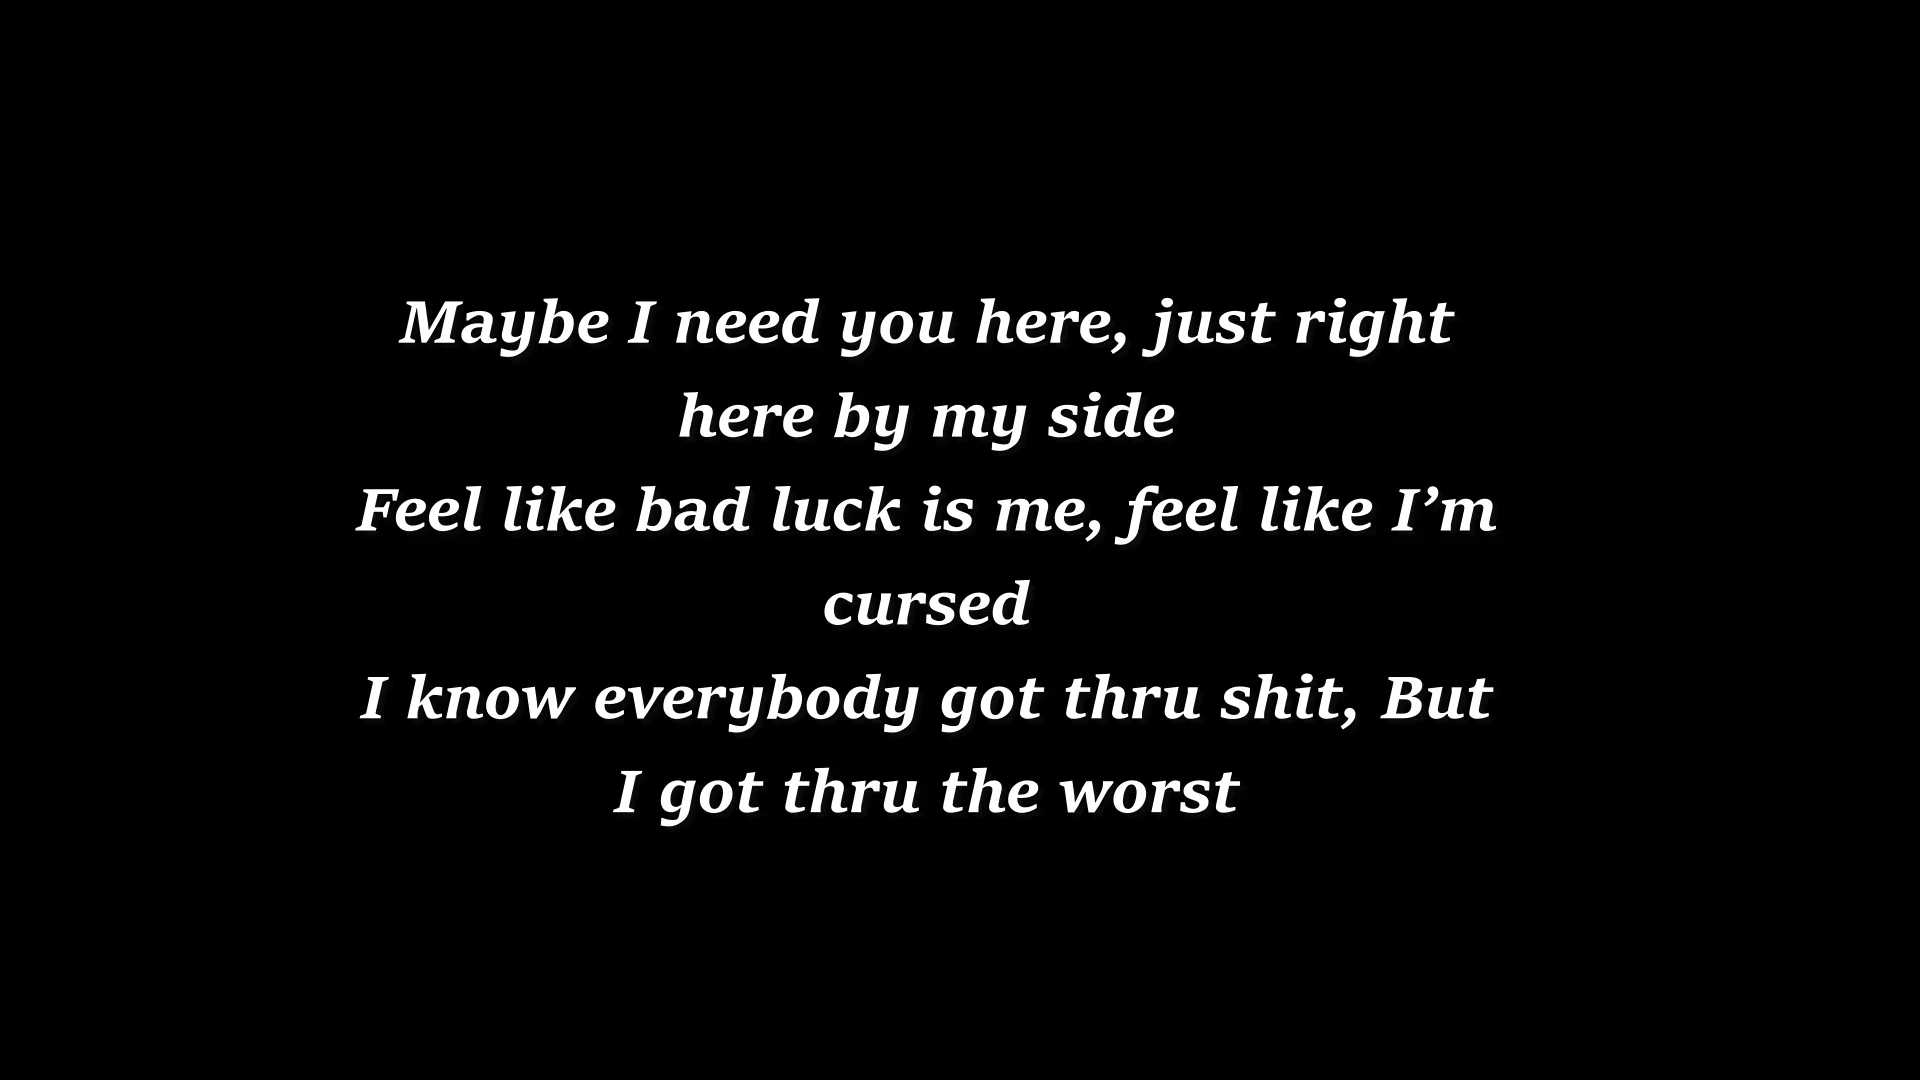 Maybe I need you here, just right
here by my side
Feel like bad luck is me, feel like I’m
cursed
I know everybody got thru shit, But
I got thru the worst